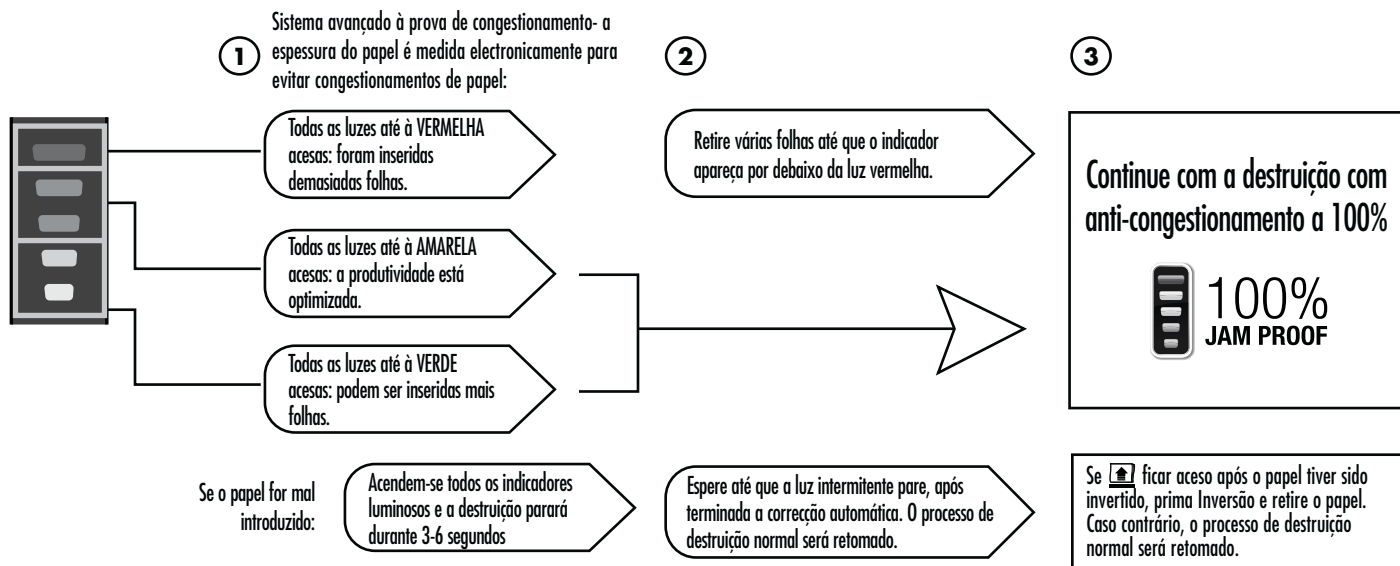 1
Sistema avançado à prova de congestionamento- a
espessura do papel é medida electronicamente para
evitar congestionamentos de papel:
Todas as luzes até à VERMELHA
acesas: foram inseridas
demasiadas folhas.
Todas as luzes até à AMARELA
acesas: a produtividade está
optimizada.
Todas as luzes até à VERDE
acesas: podem ser inseridas mais
folhas.
2
Retire várias folhas até que o indicador
apareça por debaixo da luz vermelha.
3
Continue com a destruição com
anti-congestionamento a 100%
100%
JAM PROOF
Se o papel for mal
introduzido:
Acendem-se todos os indicadores
luminosos e a destruição parará
durante 3-6 segundos
Espere até que a luz intermitente pare, após
terminada a correcção automática. O processo de
destruição normal será retomado.
Se ficar aceso após o papel tiver sido
invertido, prima Inversão e retire o papel.
Caso contrário, o processo de destruição
normal será retomado.